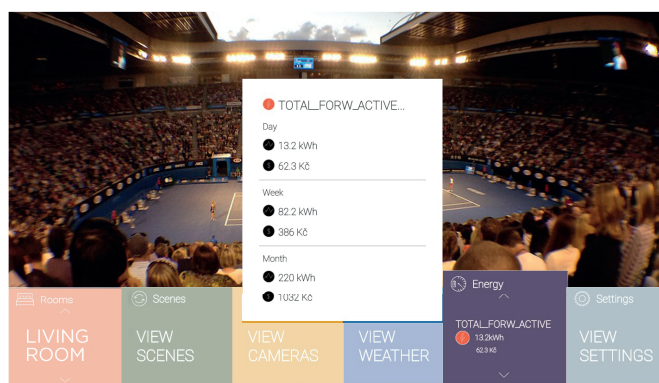 TOTAL_FORW_ACTIVE...
Day
13.2 kWh
62.3 Kč
Week
82.2 kWh
386 Kč
Month
220 kWh
1032 Kč
Rooms
LIVING
ROOM
Scenes
VIEW
SCENES
VIEW
CAMERAS
VIEW
WEATHER
Energy
TOTAL_FORW_ACTIVE
13.2kWh
62.3 Kč
Settings
VIEW
SETTINGS